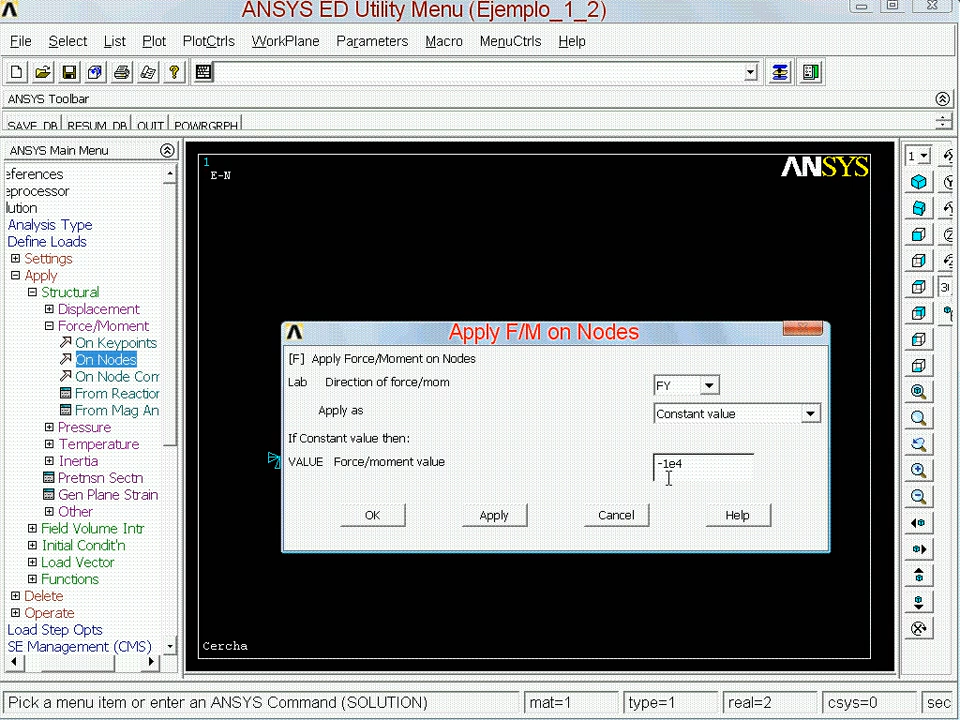 ANSYS ED Utility Menu (Ejemplo_1_2)
File Select List Plot PlotCtrls WorkPlane Parameters Macro MenuCtrls Help
ANSYS Toolbar
SAVE_DB RESUM_DB QUIT POWRGRPH
ANSYS Main Menu
eferences
eprocessor
lution
Analysis Type
Define Loads
Settings
Apply
Structural
Displacement
Force/Moment
On Keypoints
On Nodes
On Node Com
From Reaction
From Mag An
Pressure
Temperature
Inertia
Pretnsn Sectn
Gen Plane Strain
Other
Field Volume Intr
Initial Condit'n
Load Vector
Functions
Delete
Operate
Load Step Opts
SE Management (CMS)
1
E-N
ANSYS
Apply F/M on Nodes
[F] Apply Force/Moment on Nodes
Lab Direction of force/mom FY
Apply as Constant value
If Constant value then:
VALUE Force/moment value -1e4
OK Apply Cancel Help
Cercha
1
Pick a menu item or enter an ANSYS Command (SOLUTION) mat=1 type=1 real=2 csys=0 sec